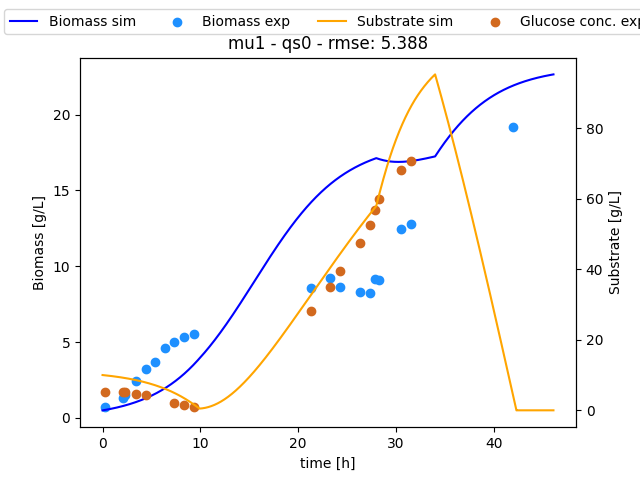 Biomass sim Biomass exp Substrate sim Glucose conc. exp
mu1 - qs0 - rmse: 5.388
Biomass [g/L]
20
15
10
5
0
80
60
40
20
0
Substrate [g/L]
0 10 20 30 40
time [h]